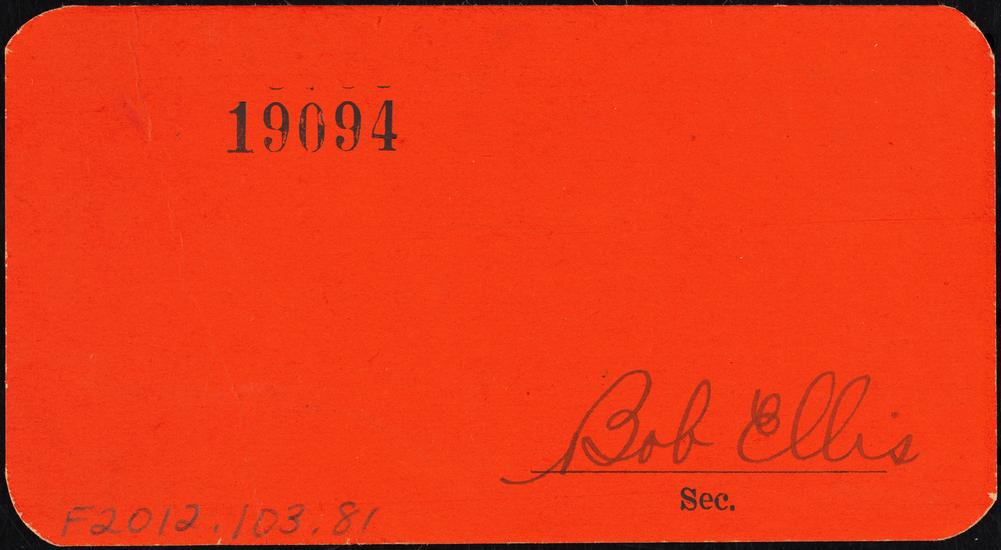 19094
Bob Ellis
Sec.
F2012.103.81